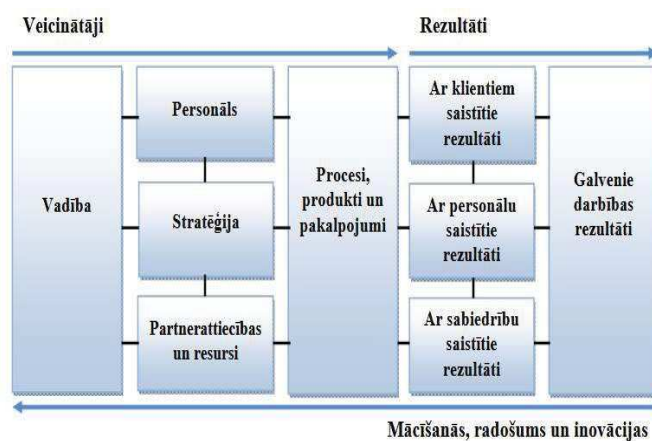 Veicinātāji
Rezultāti
Vadība
Personāls
Stratēģija
Partnerattiecības
un resursi
Procesi,
produkti un
pakalpojumi
Ar klientiem
saistītie
rezultāti
Ar personālu
saistītie
rezultāti
Ar sabiedrību
saistītie
rezultāti
Galvenie
darbības
rezultāti
Mācīšanās, radošums un inovācijas